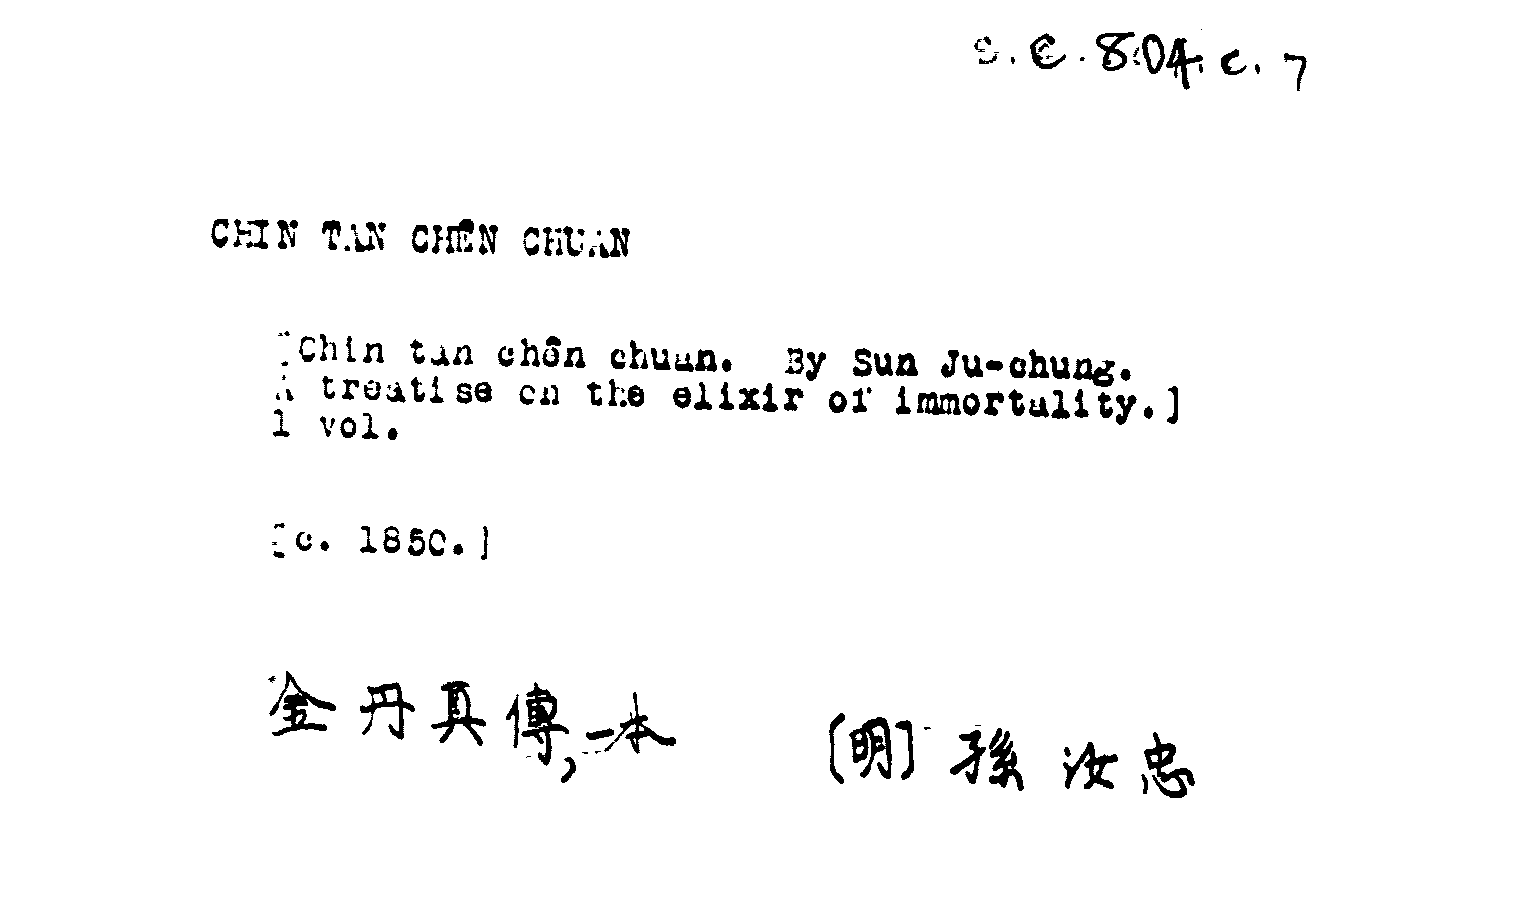 S. E. 804. c. 7
CHIN TAN CHÊN CHUAN
[Chin tan chên chuan. By Sun Ju-chung.
A treatise on the elixir of immortality.]
1 vol.
[c. 1850.]
金丹真傳,一本 [明] 孫汝忠